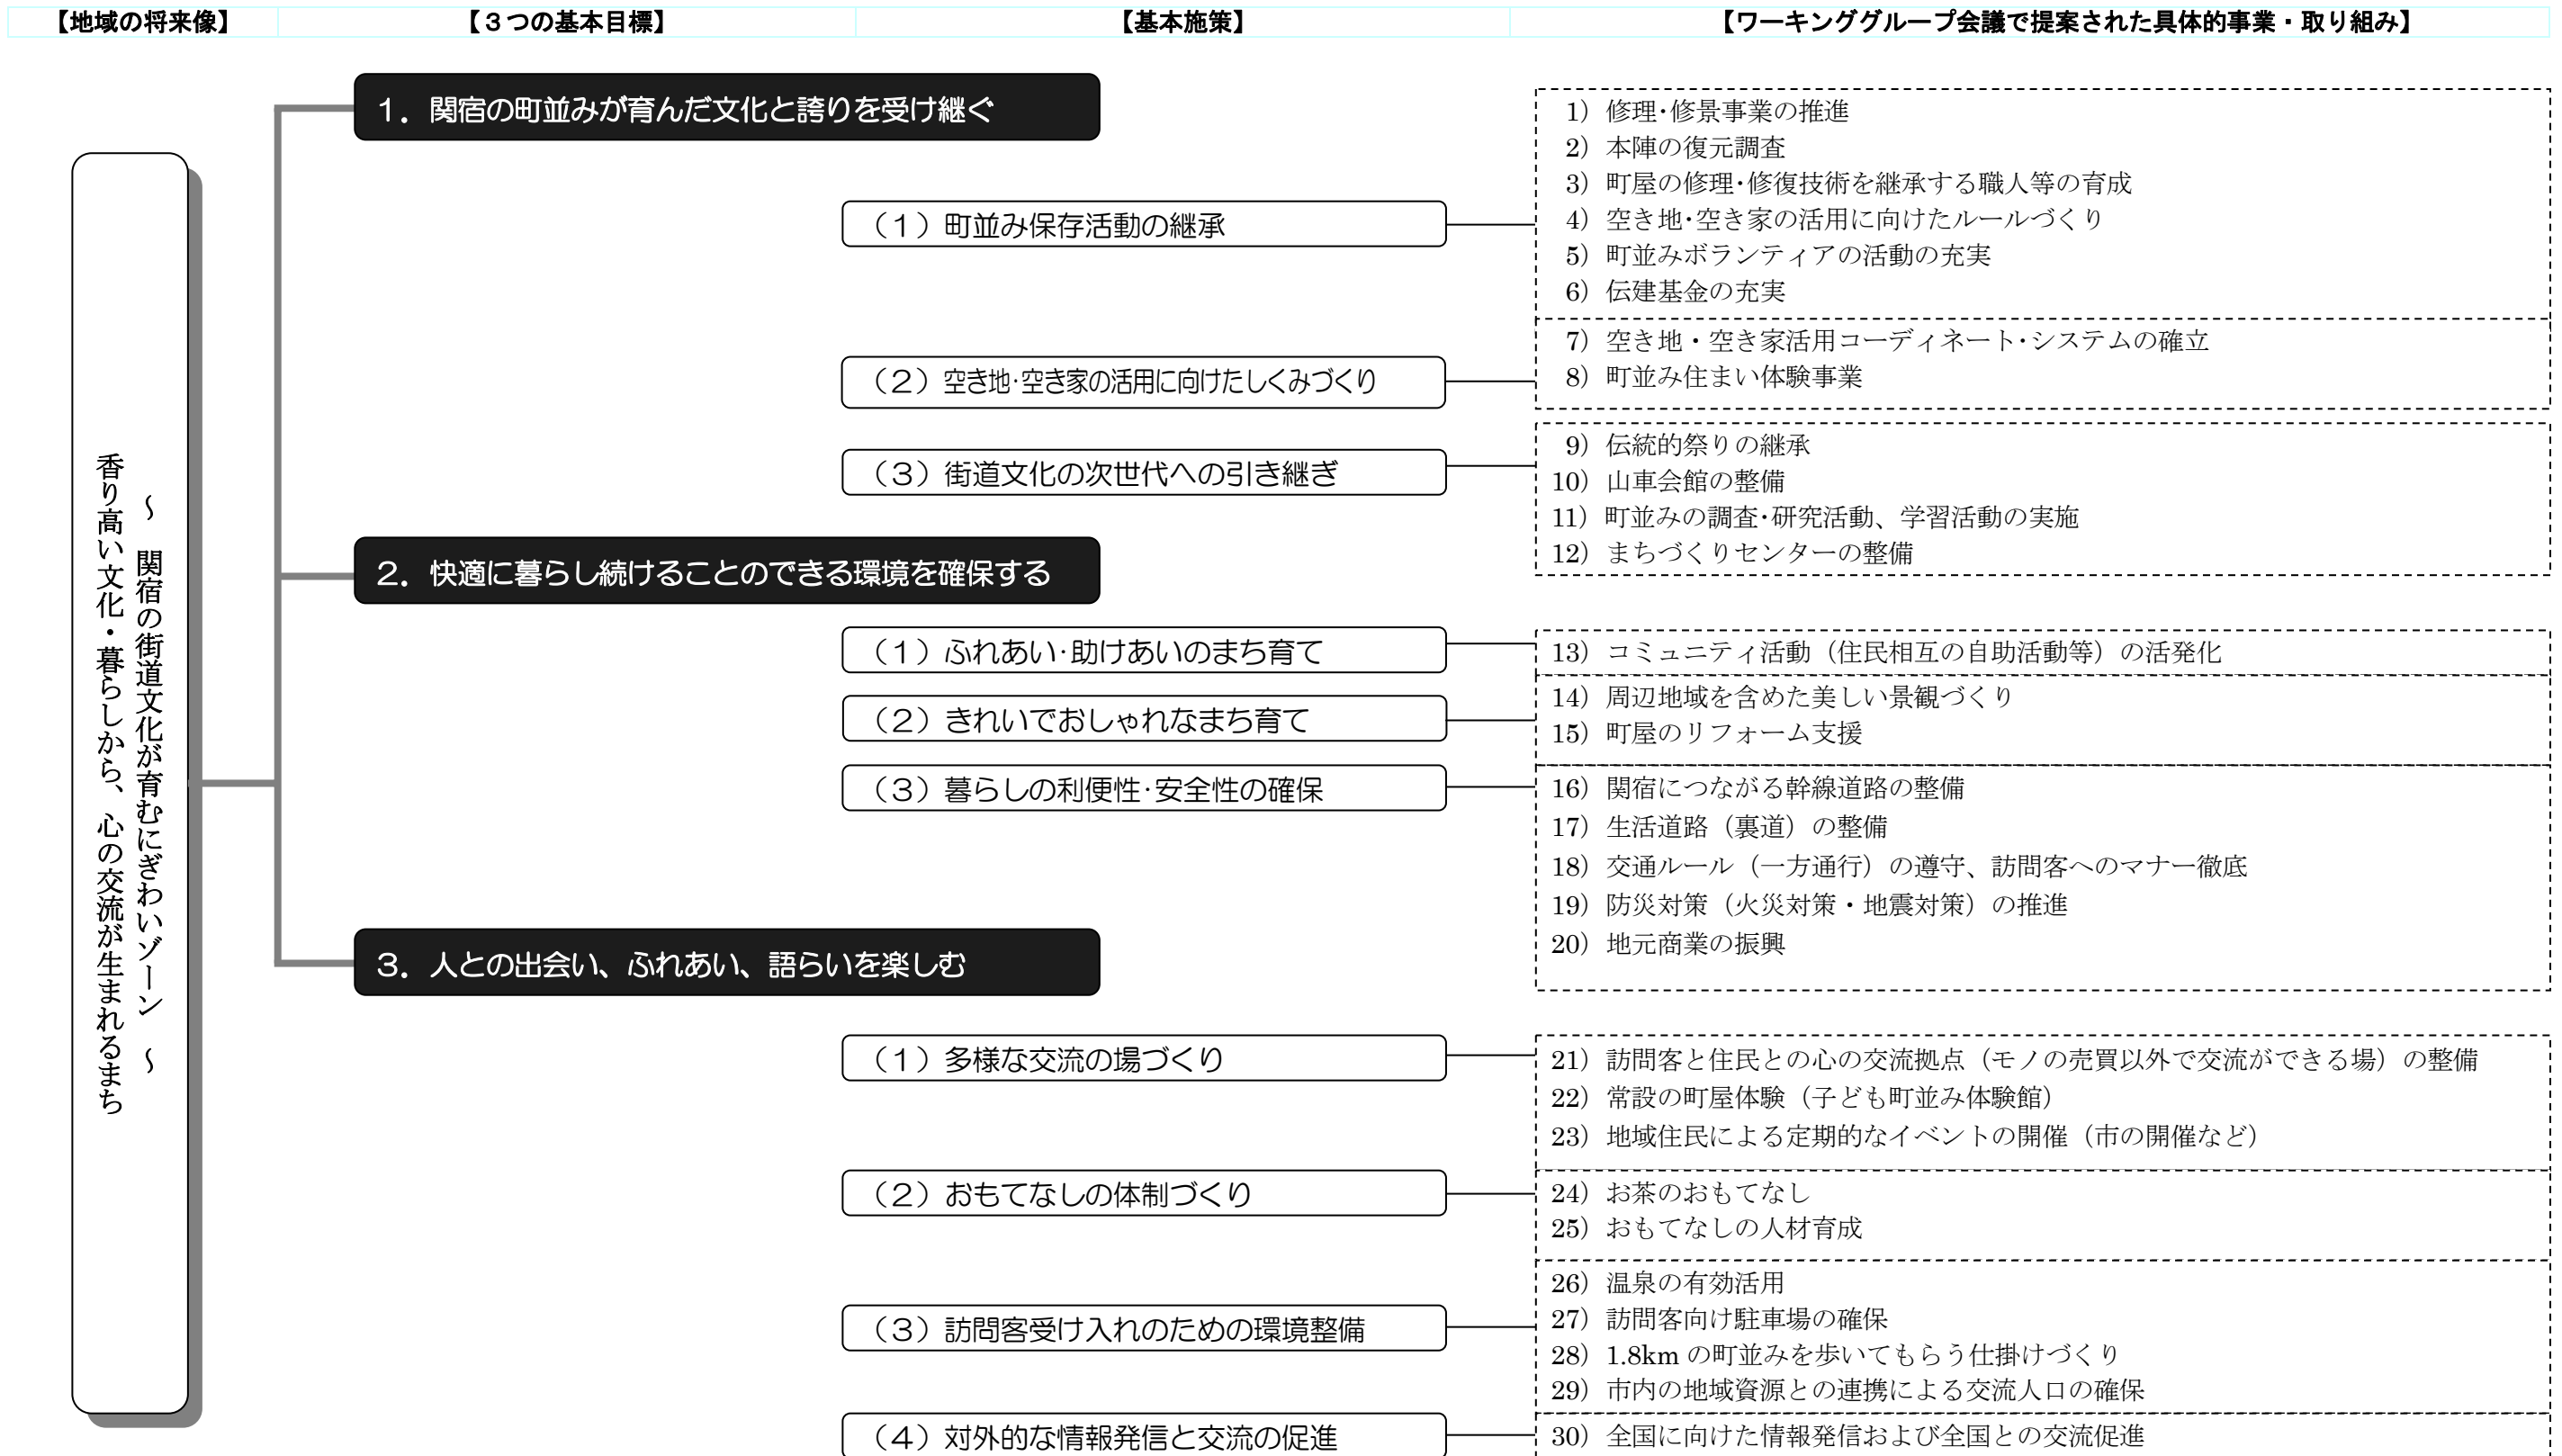 【地域の将来像】
【３つの基本目標】
【基本施策】
【ワーキンググループ会議で提案された具体的事業・取り組み】
～　関宿の街道文化が育むにぎわいゾーン　～
香り高い文化・暮らしから、心の交流が生まれるまち
１．関宿の町並みが育んだ文化と誇りを受け継ぐ
（１）町並み保存活動の継承
1）修理･修景事業の推進
2）本陣の復元調査
3）町屋の修理･修復技術を継承する職人等の育成
4）空き地･空き家の活用に向けたルールづくり
5）町並みボランティアの活動の充実
6）伝建基金の充実
（２）空き地･空き家の活用に向けたしくみづくり
7）空き地・空き家活用コーディネート･システムの確立
8）町並み住まい体験事業
（３）街道文化の次世代への引き継ぎ
9）伝統的祭りの継承
10）山車会館の整備
11）町並みの調査･研究活動、学習活動の実施
12）まちづくりセンターの整備
２．快適に暮らし続けることのできる環境を確保する
（１）ふれあい･助けあいのまち育て
13）コミュニティ活動（住民相互の自助活動等）の活発化
（２）きれいでおしゃれなまち育て
14）周辺地域を含めた美しい景観づくり
15）町屋のリフォーム支援
（３）暮らしの利便性･安全性の確保
16）関宿につながる幹線道路の整備
17）生活道路（裏道）の整備
18）交通ルール（一方通行）の遵守、訪問客へのマナー徹底
19）防災対策（火災対策・地震対策）の推進
20）地元商業の振興
３．人との出会い、ふれあい、語らいを楽しむ
（１）多様な交流の場づくり
21）訪問客と住民との心の交流拠点（モノの売買以外で交流ができる場）の整備
22）常設の町屋体験（子ども町並み体験館）
23）地域住民による定期的なイベントの開催（市の開催など）
（２）おもてなしの体制づくり
24）お茶のおもてなし
25）おもてなしの人材育成
（３）訪問客受け入れのための環境整備
26）温泉の有効活用
27）訪問客向け駐車場の確保
28）1.8km の町並みを歩いてもらう仕掛けづくり
29）市内の地域資源との連携による交流人口の確保
（４）対外的な情報発信と交流の促進
30）全国に向けた情報発信および全国との交流促進